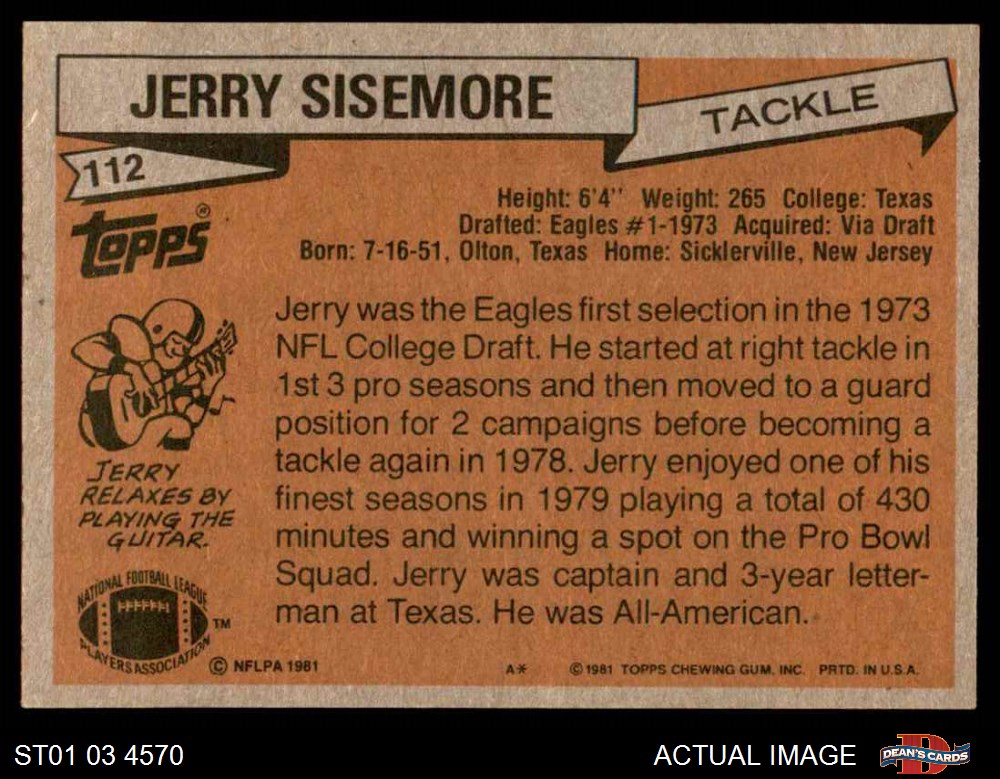 JERRY SISEMORE
TACKLE
112
Topps®
Height: 6'4'' Weight: 265 College: Texas
Drafted: Eagles #1-1973 Acquired: Via Draft
Born: 7-16-51, Olton, Texas Home: Sicklerville, New Jersey
Jerry was the Eagles first selection in the 1973
NFL College Draft. He started at right tackle in
1st 3 pro seasons and then moved to a guard
position for 2 campaigns before becoming a
tackle again in 1978. Jerry enjoyed one of his
finest seasons in 1979 playing a total of 430
minutes and winning a spot on the Pro Bowl
Squad. Jerry was captain and 3-year letter-
man at Texas. He was All-American.
JERRY
RELAXES BY
PLAYING THE
GUITAR.
NATIONAL FOOTBALL LEAGUE
PLAYERS ASSOCIATION
TM
© NFLPA 1981
A*
© 1981 TOPPS CHEWING GUM, INC. PRTD. IN U.S.A.
ST01 03 4570
ACTUAL IMAGE
D
DEAN'S CARDS